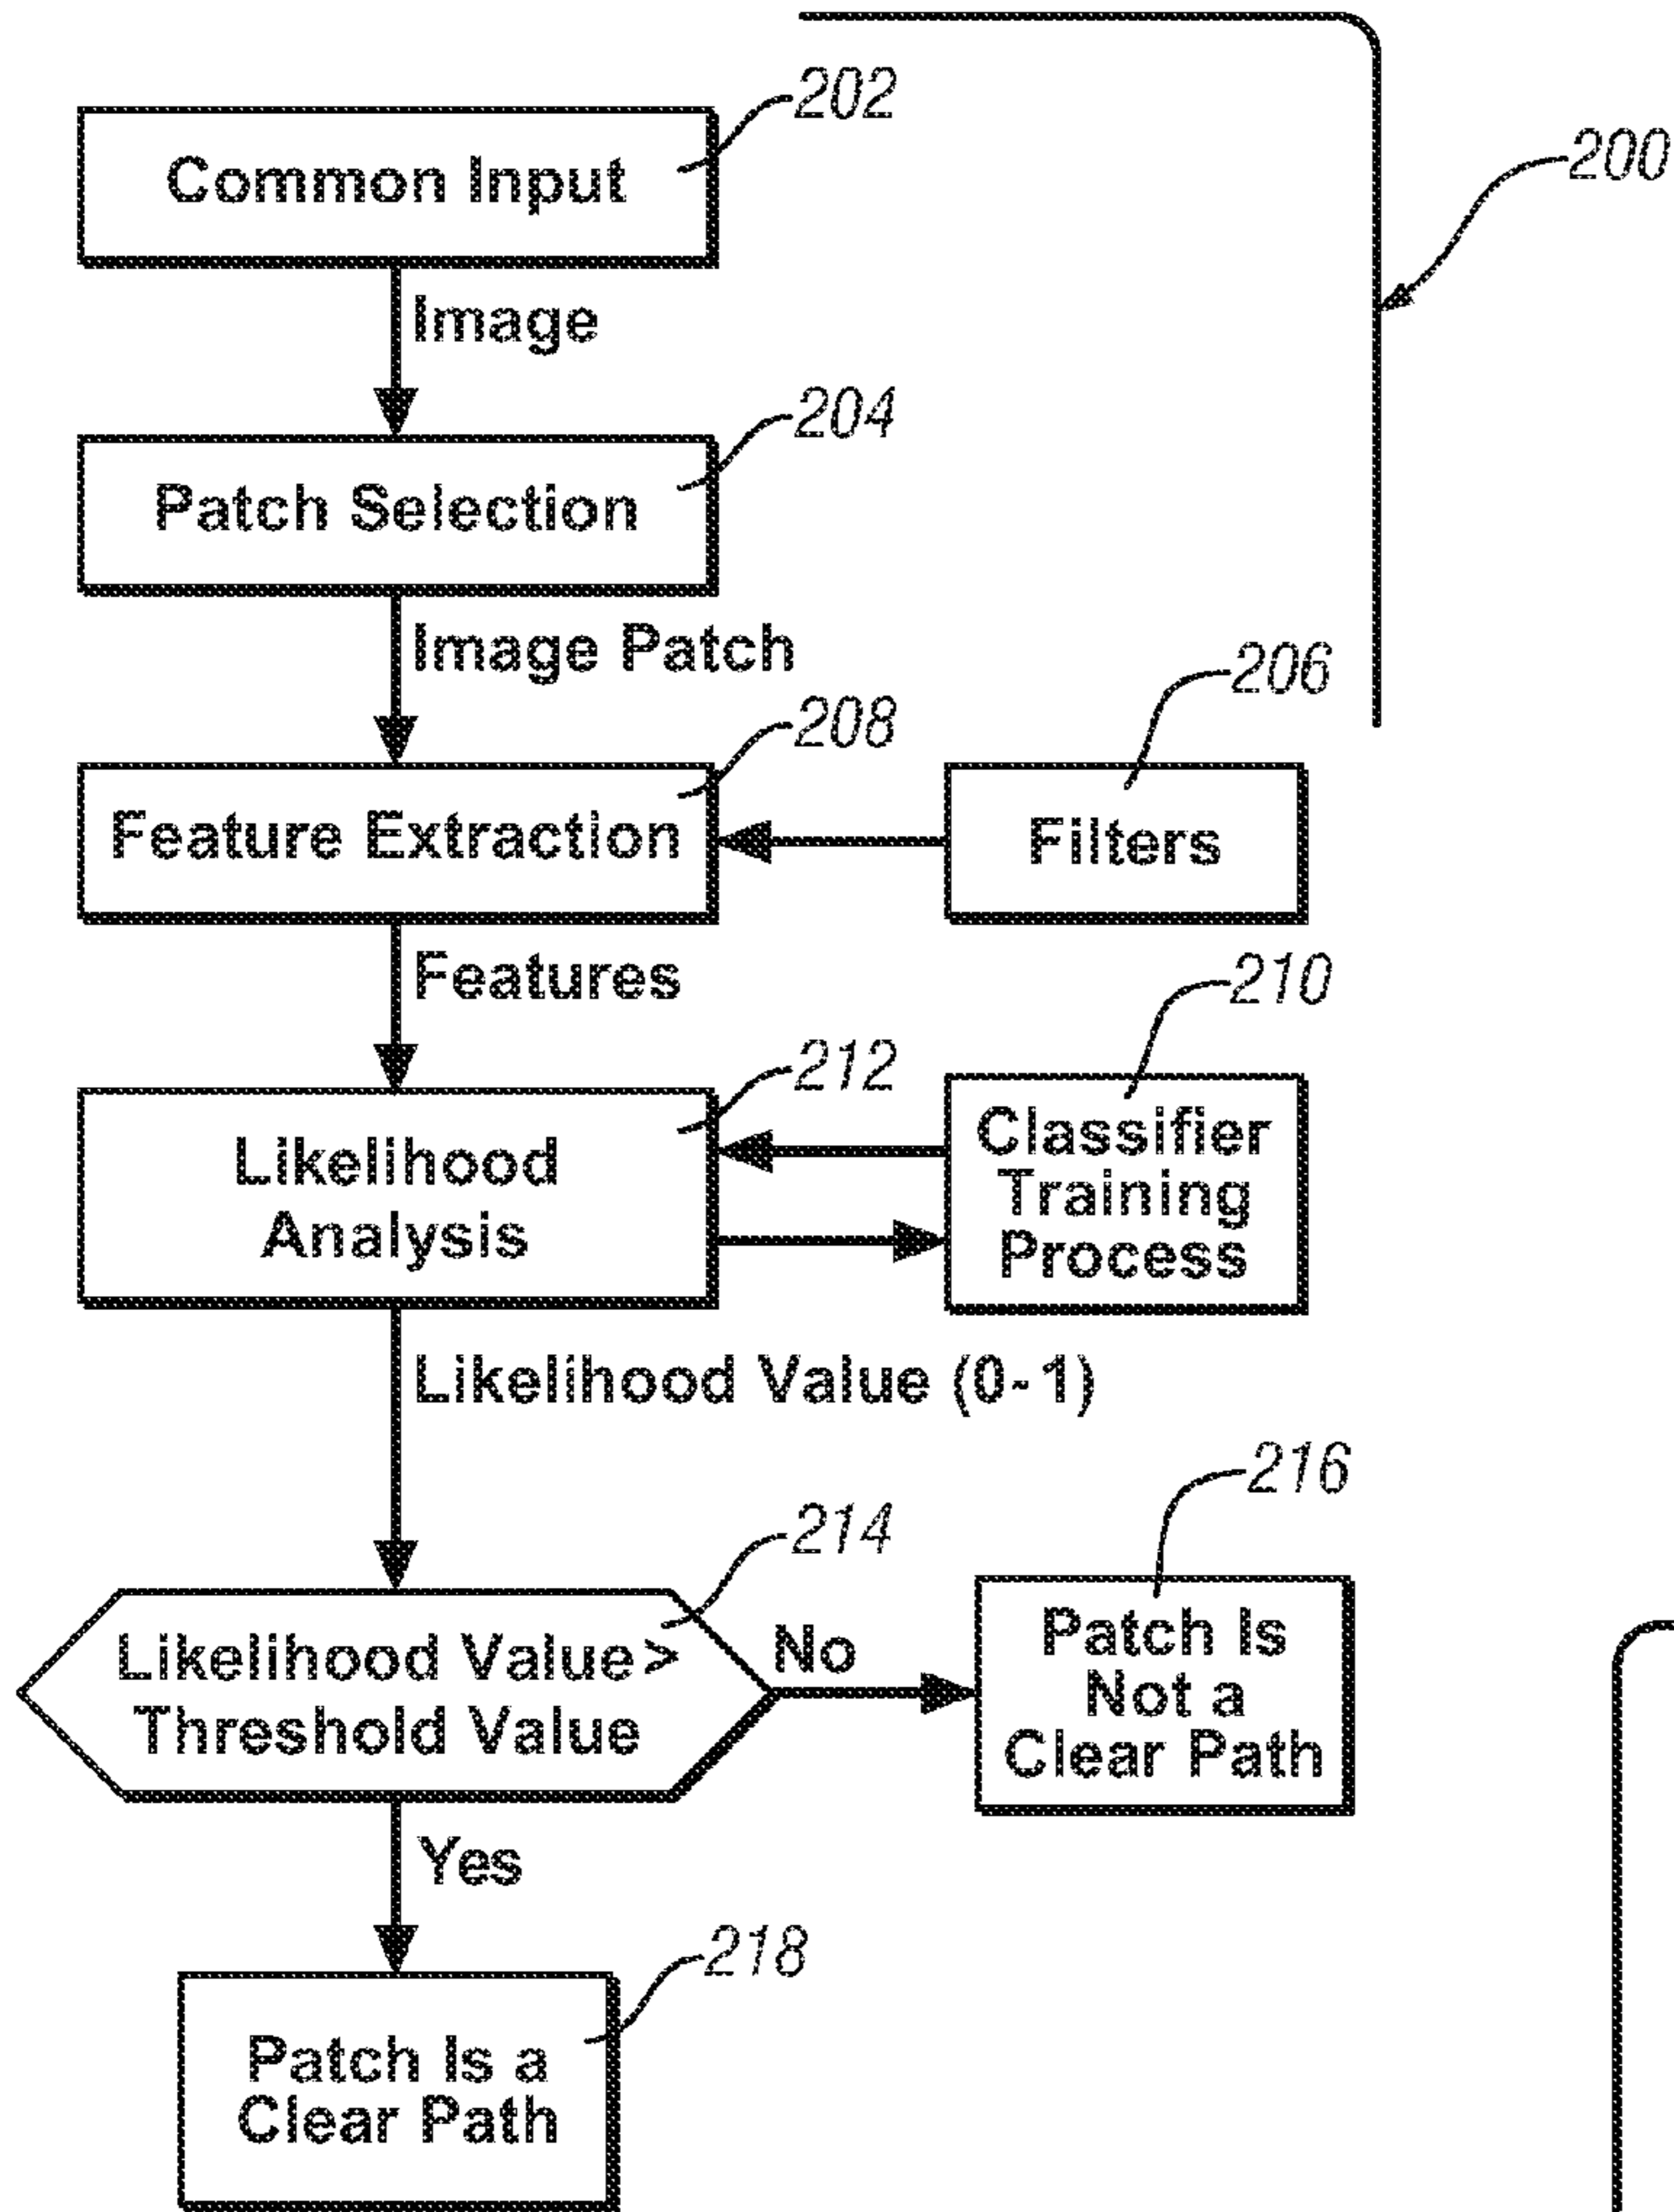 202
Common Input
200
Image
204
Patch Selection
Image Patch
206
208
Feature Extraction
Filters
Features
210
212
Likelihood
Analysis
Classifier
Training
Process
Likelihood Value (0-1)
216
214
Likelihood Value >
Threshold Value
No
Patch Is
Not a
Clear Path
Yes
218
Patch Is a
Clear Path